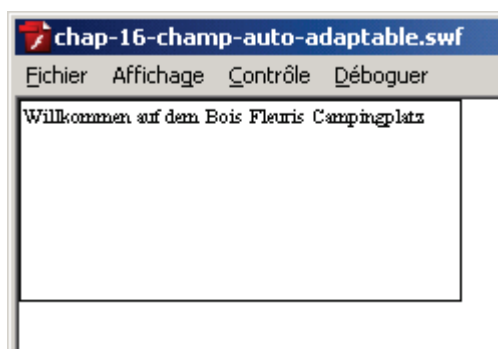 chap-16-champ-auto-adaptable.swf
Fichier Affichage Contrôle Déboguer
Willkommen auf dem Bois Fleuris Campingplatz